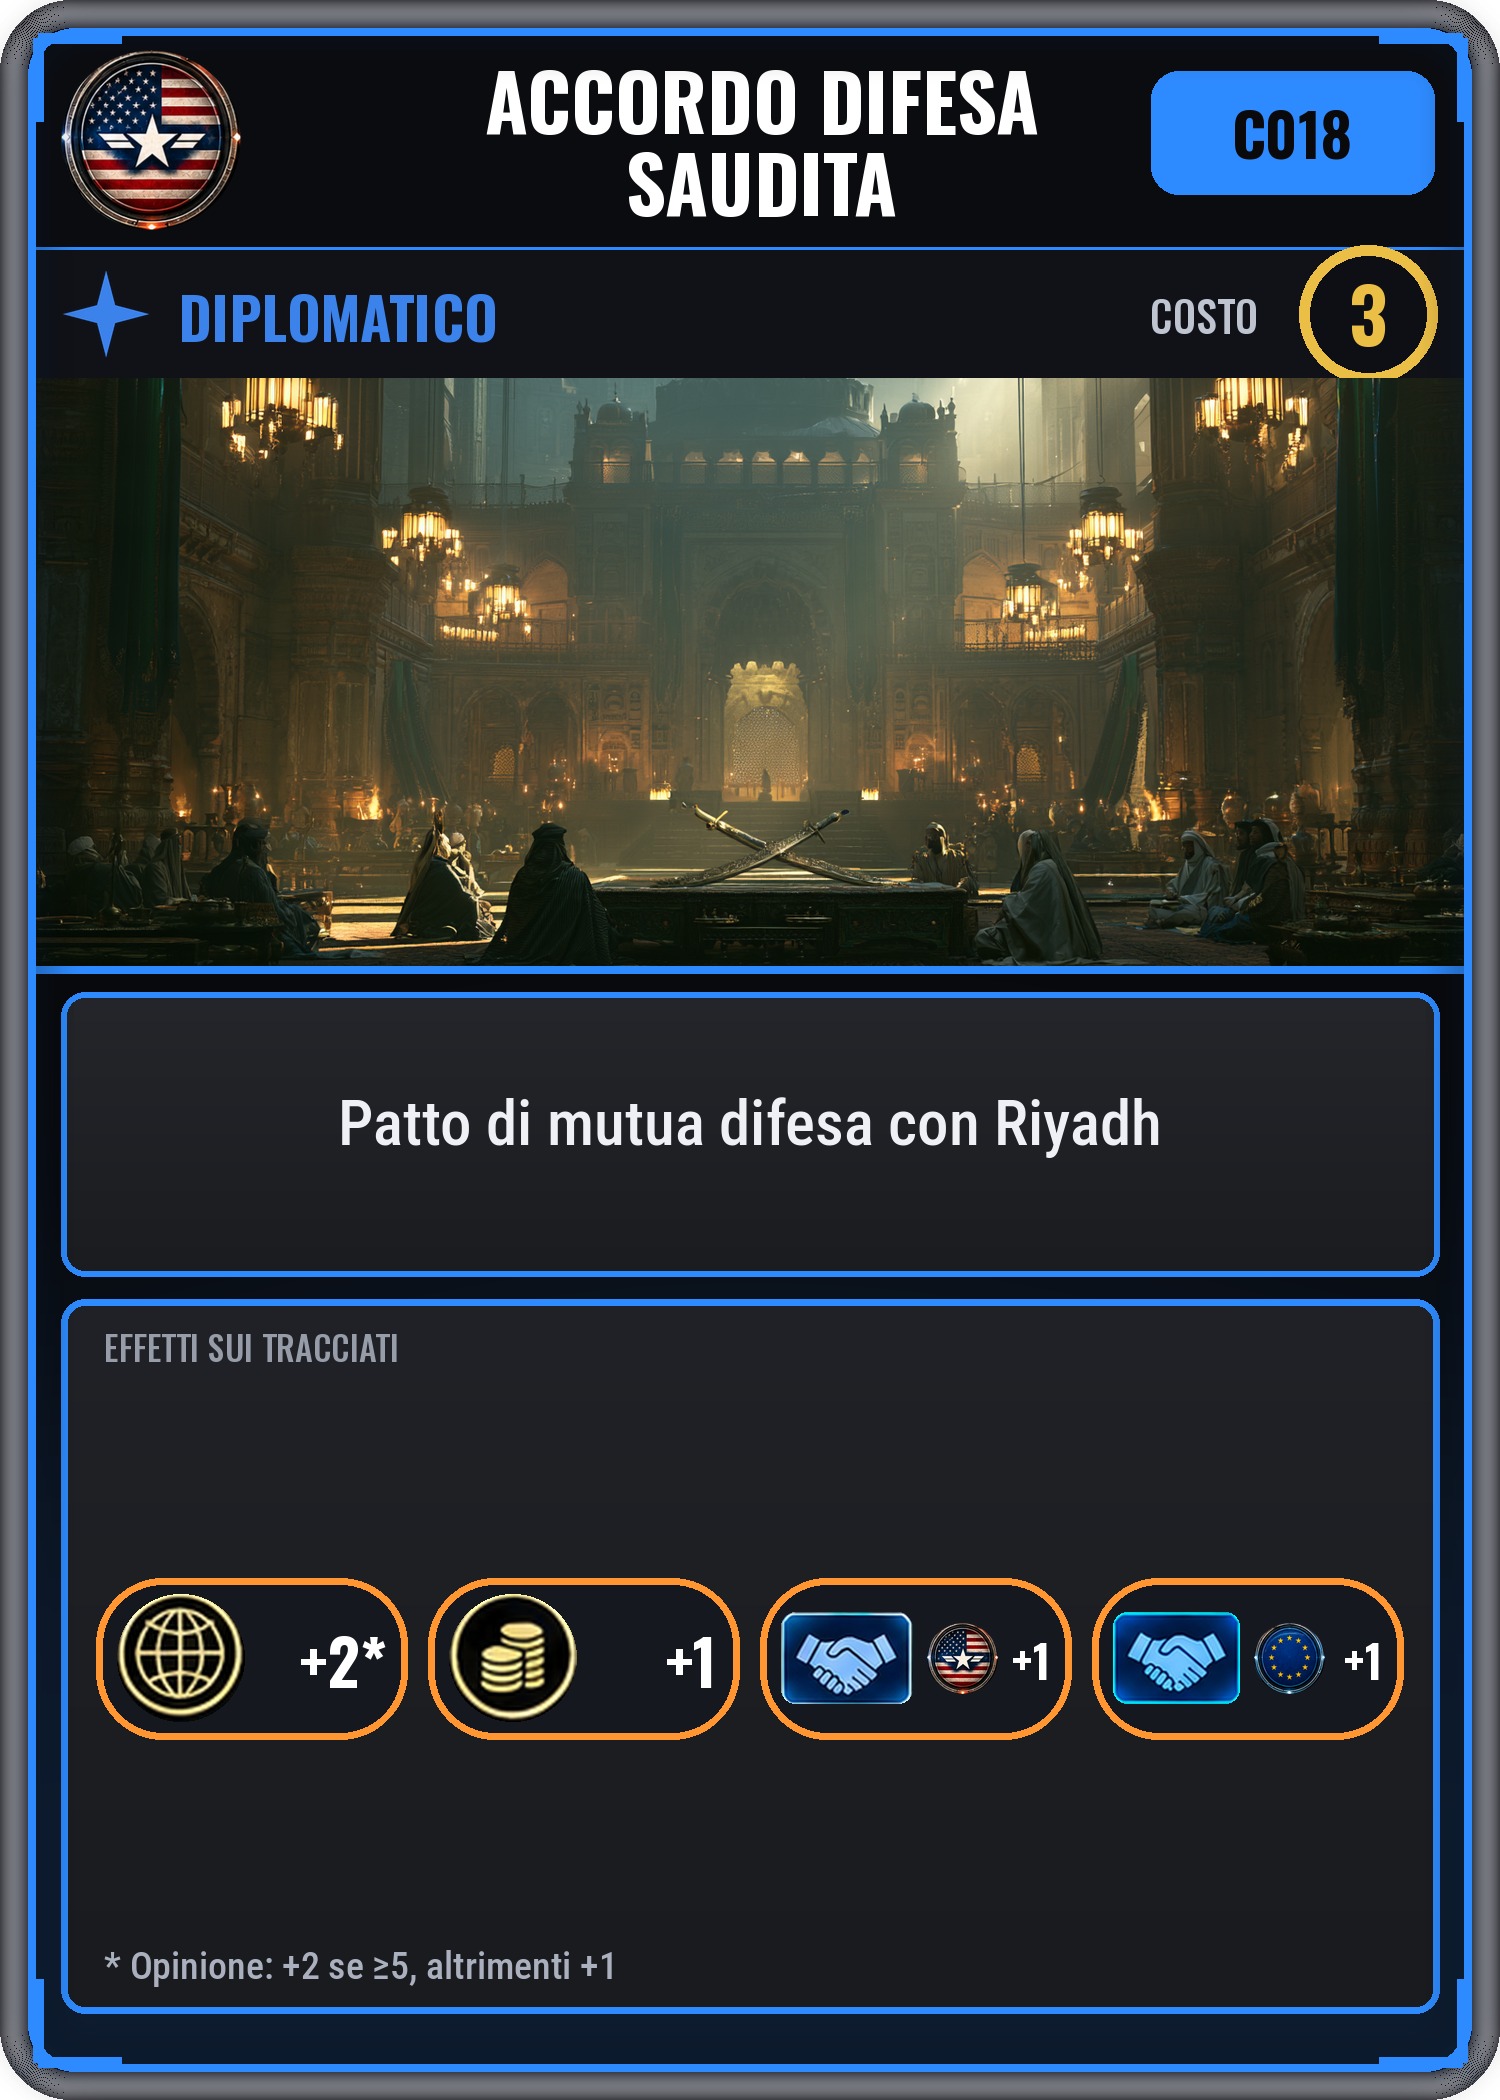 ACCORDO DIFESA
SAUDITA
C018
DIPLOMATICO
COSTO
3
Patto di mutua difesa con Riyadh
EFFETTI SUI TRACCIATI
+2*
+1
+1
+1
* Opinione: +2 se ≥5, altrimenti +1